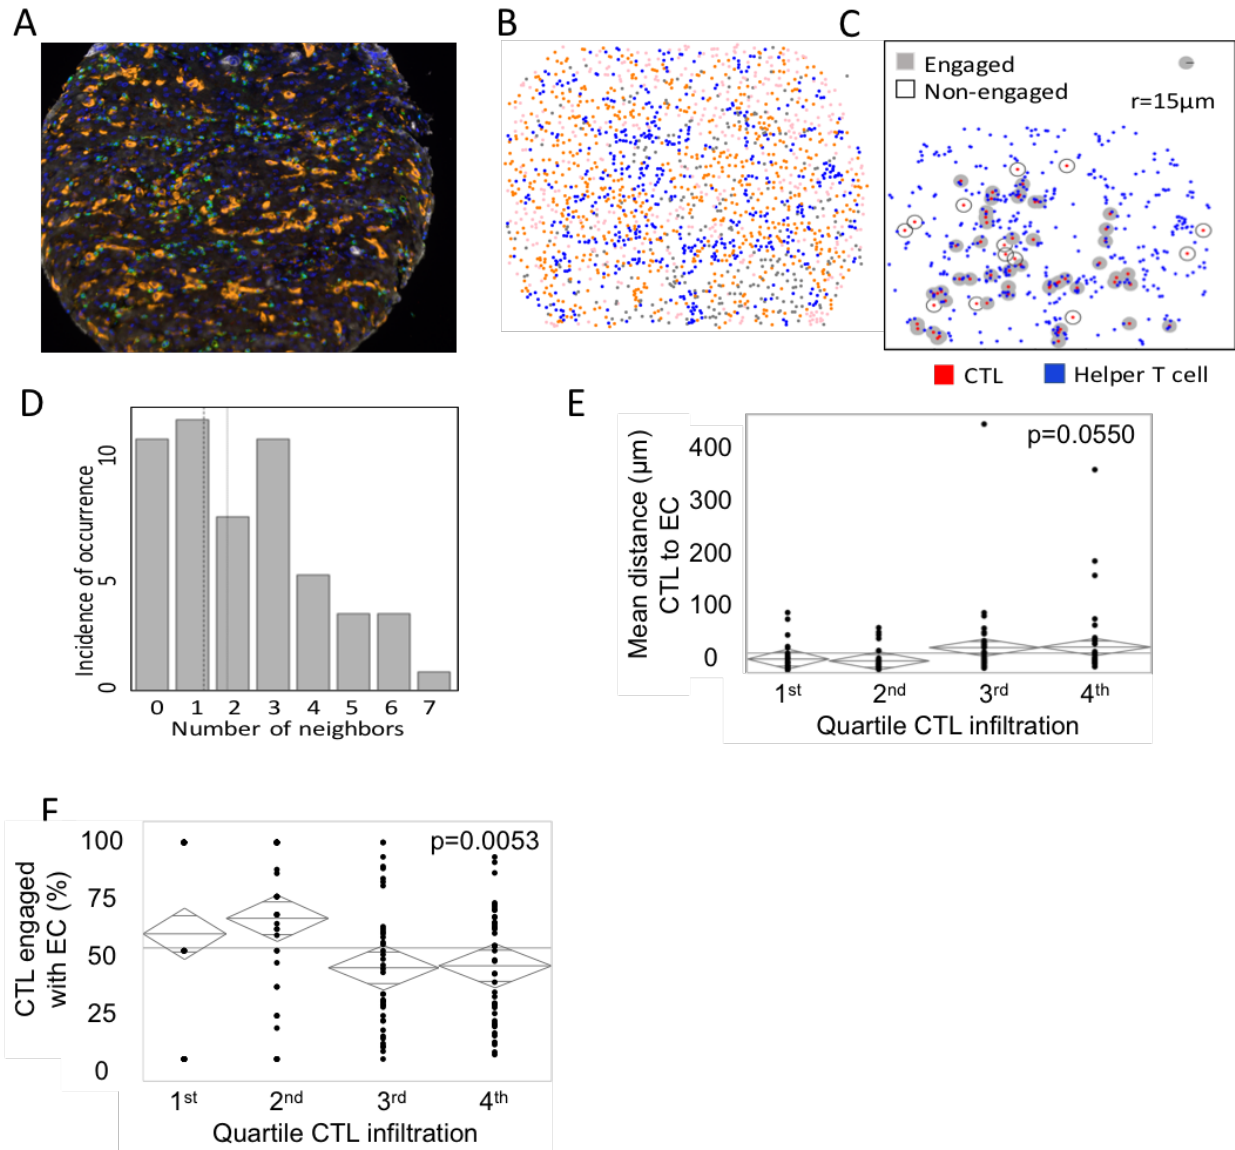 A
B
C
Engaged
Non-engaged
r=15µm
CTL
Helper T cell
D
Incidence of occurrence
10
5
0
0 1 2 3 4 5 6 7
Number of neighbors
E
Mean distance (µm)
CTL to EC
400
300
200
100
0
p=0.0550
1st 2nd 3rd 4th
Quartile CTL infiltration
F
CTL engaged
with EC (%)
100
75
50
25
0
p=0.0053
1st 2nd 3rd 4th
Quartile CTL infiltration